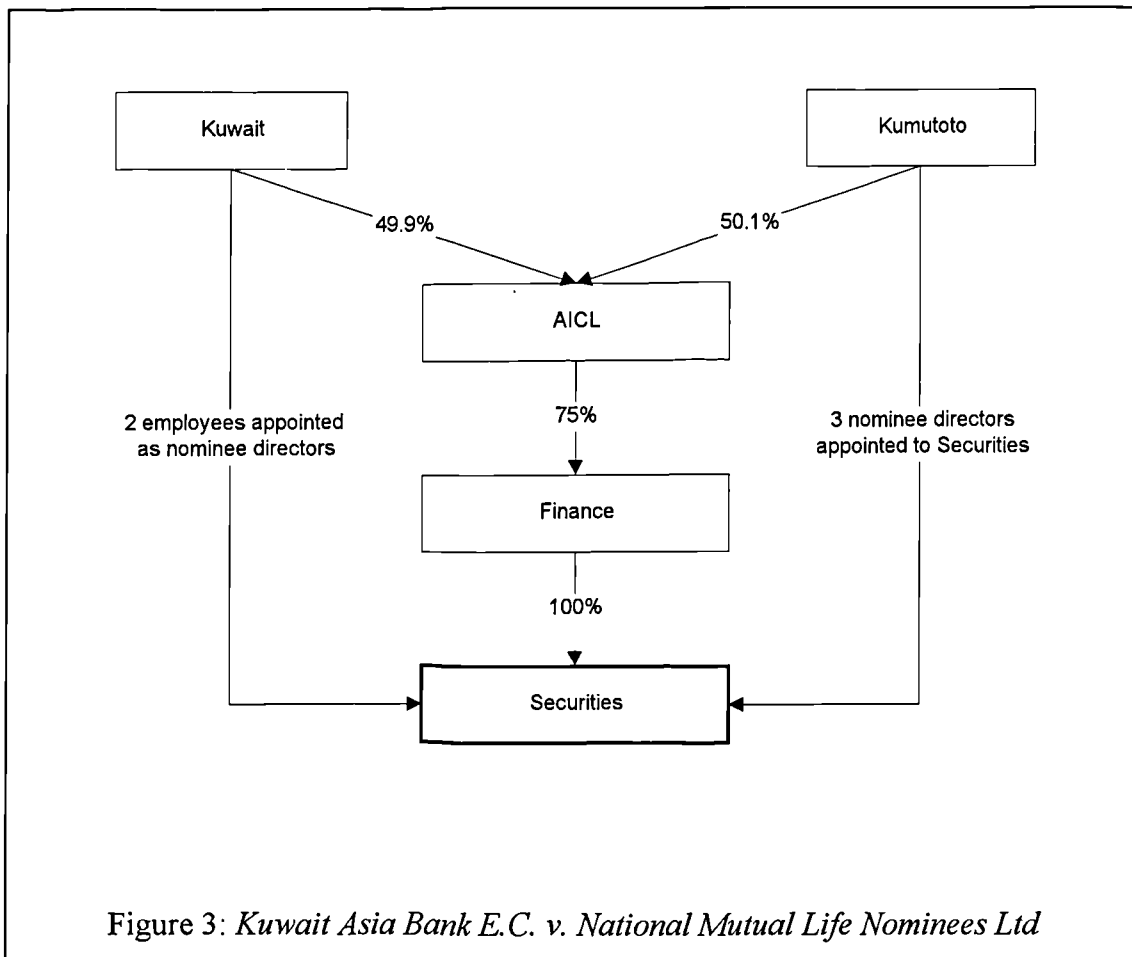 Kuwait
Kumutoto
49.9%
50.1%
AICL
2 employees appointed
as nominee directors
75%
3 nominee directors
appointed to Securities
Finance
100%
Securities
Figure 3: Kuwait Asia Bank E.C. v. National Mutual Life Nominees Ltd